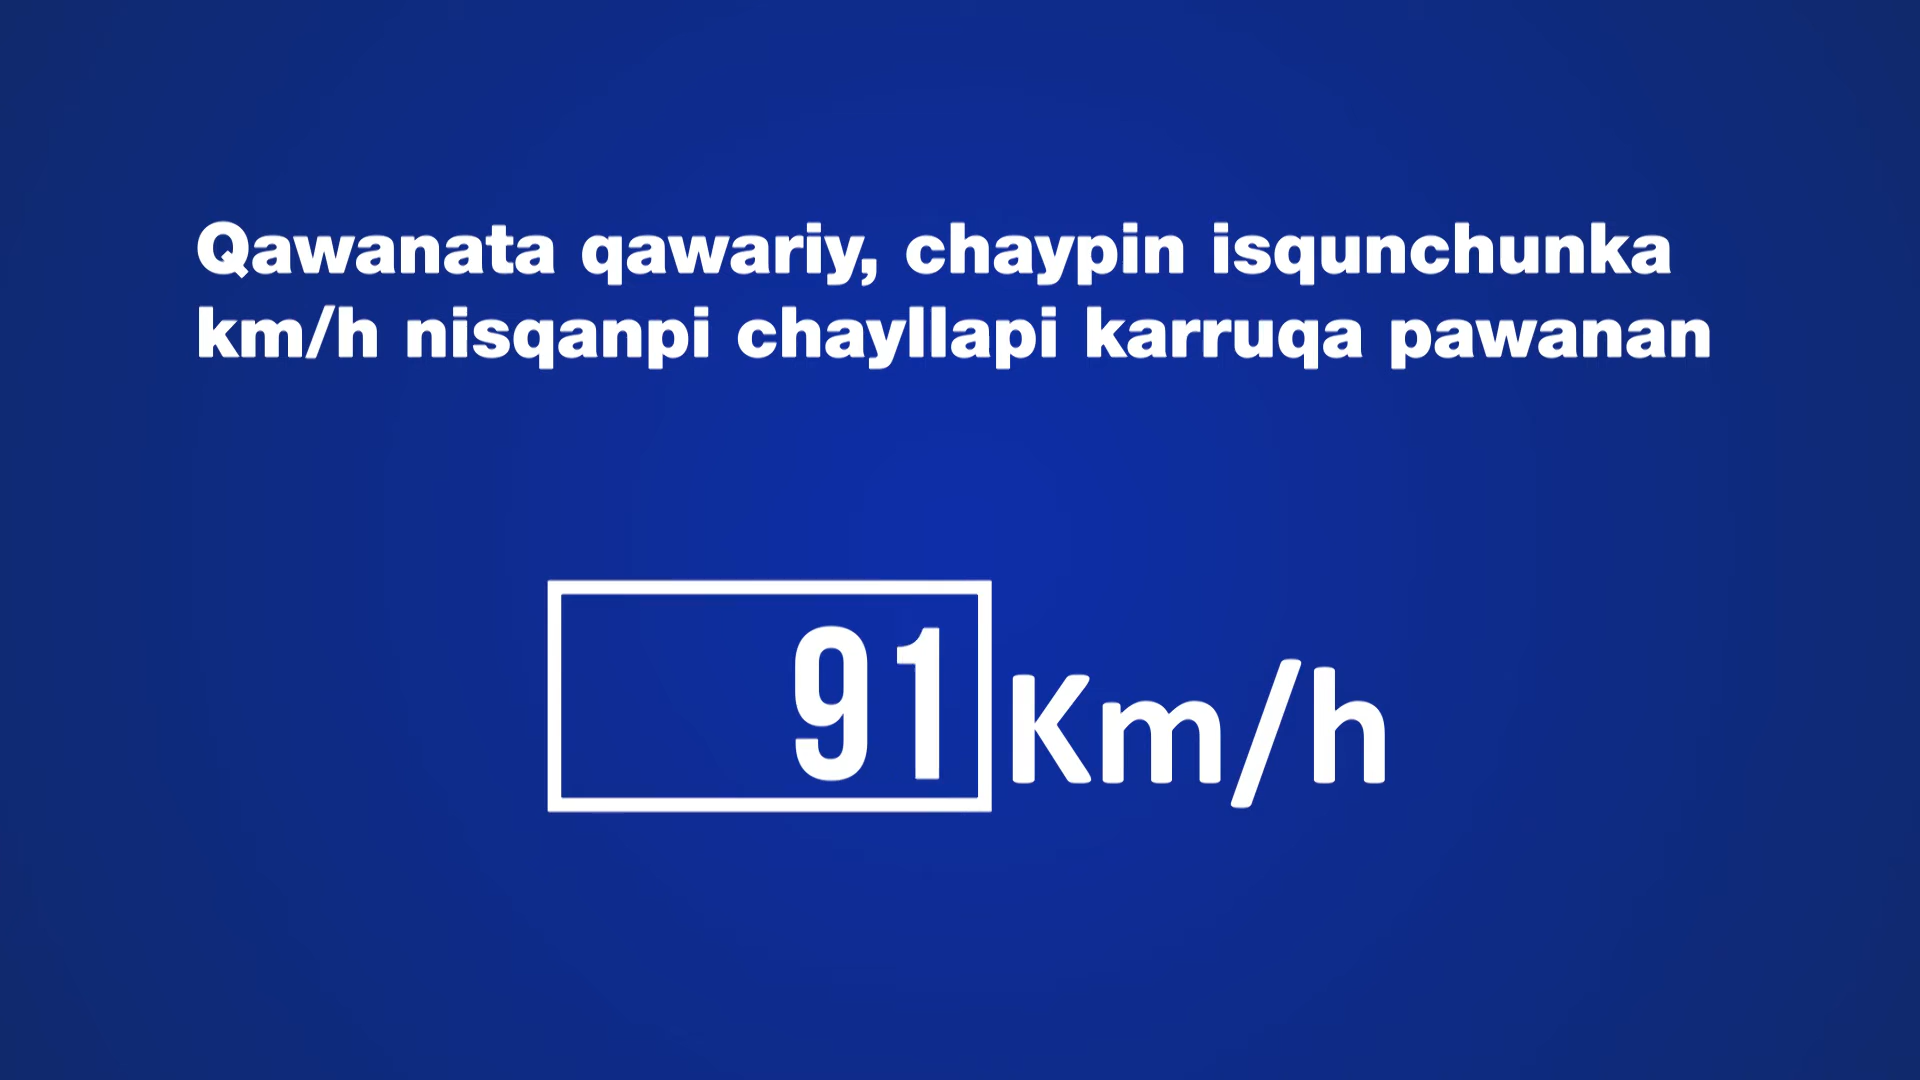 Qawanata qawariy, chaypin isqunchunka
km/h nisqanpi chayllapi karruqa pawanan
91 Km/h